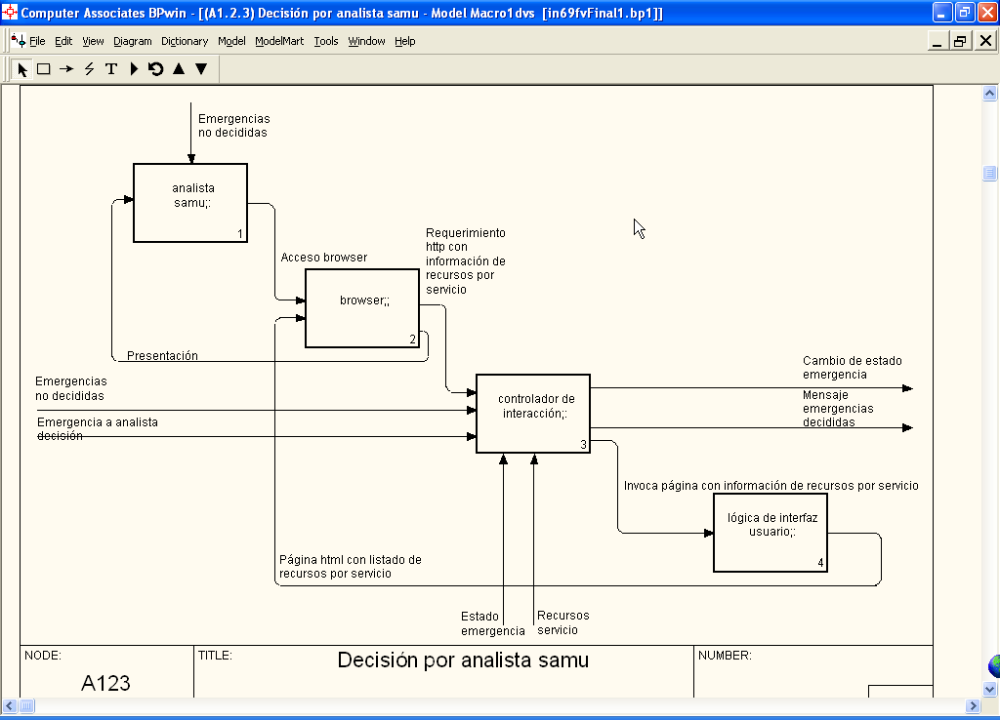 Computer Associates BPwin - [(A1.2.3) Decisión por analista samu - Model Macro1dvs  [in69fvFinal1.bp1]]
File Edit View Diagram Dictionary Model ModelMart Tools Window Help
T
Emergencias
no decididas
analista
samu;:
1
Acceso browser
Requerimiento
http con
información de
recursos por
servicio
browser;;
2
Presentación
Emergencias
no decididas
Emergencia a analista
decisión
controlador de
interacción;:
3
Cambio de estado
emergencia
Mensaje
emergencias
decididas
Invoca página con información de recursos por servicio
lógica de interfaz
usuario;:
4
Página html con listado de
recursos por servicio
Estado
emergencia
Recursos
servicio
NODE:
A123
TITLE:
Decisión por analista samu
NUMBER: